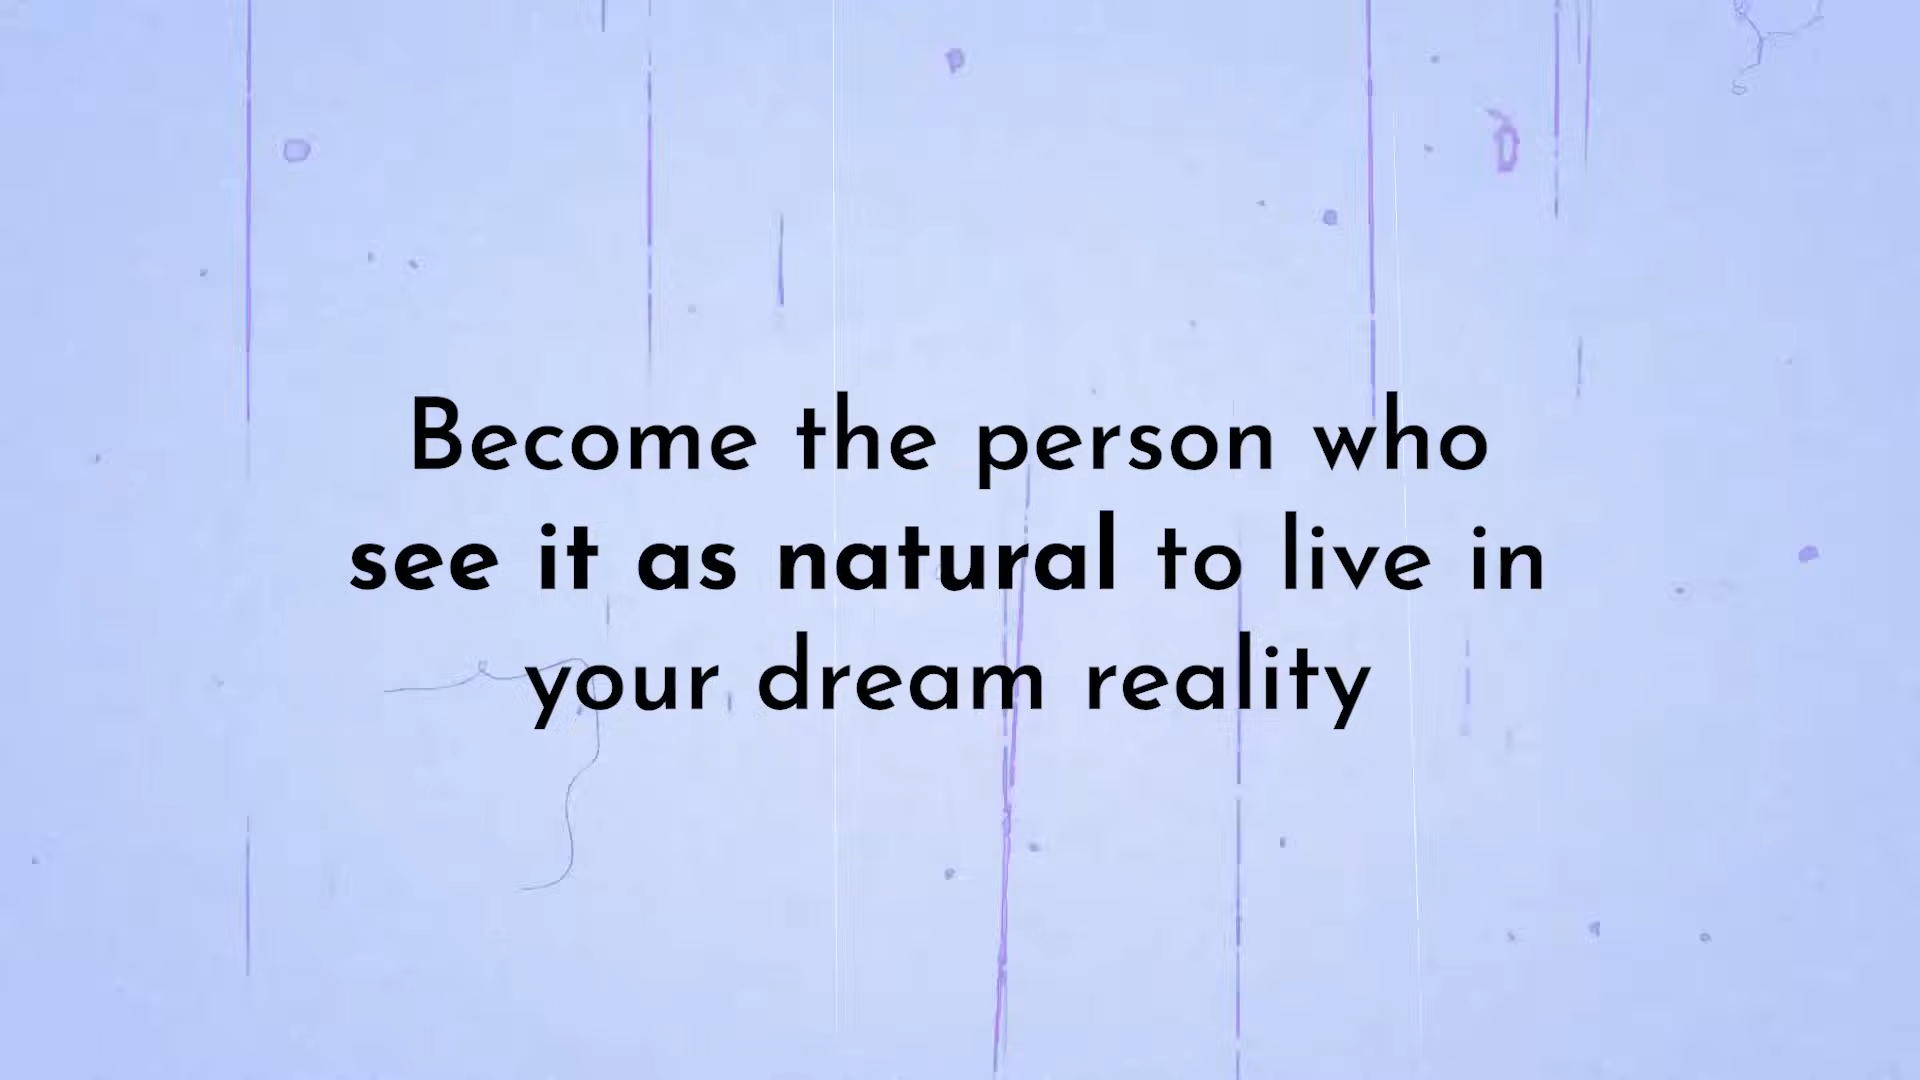 Become the person who
see it as natural to live in
your dream reality